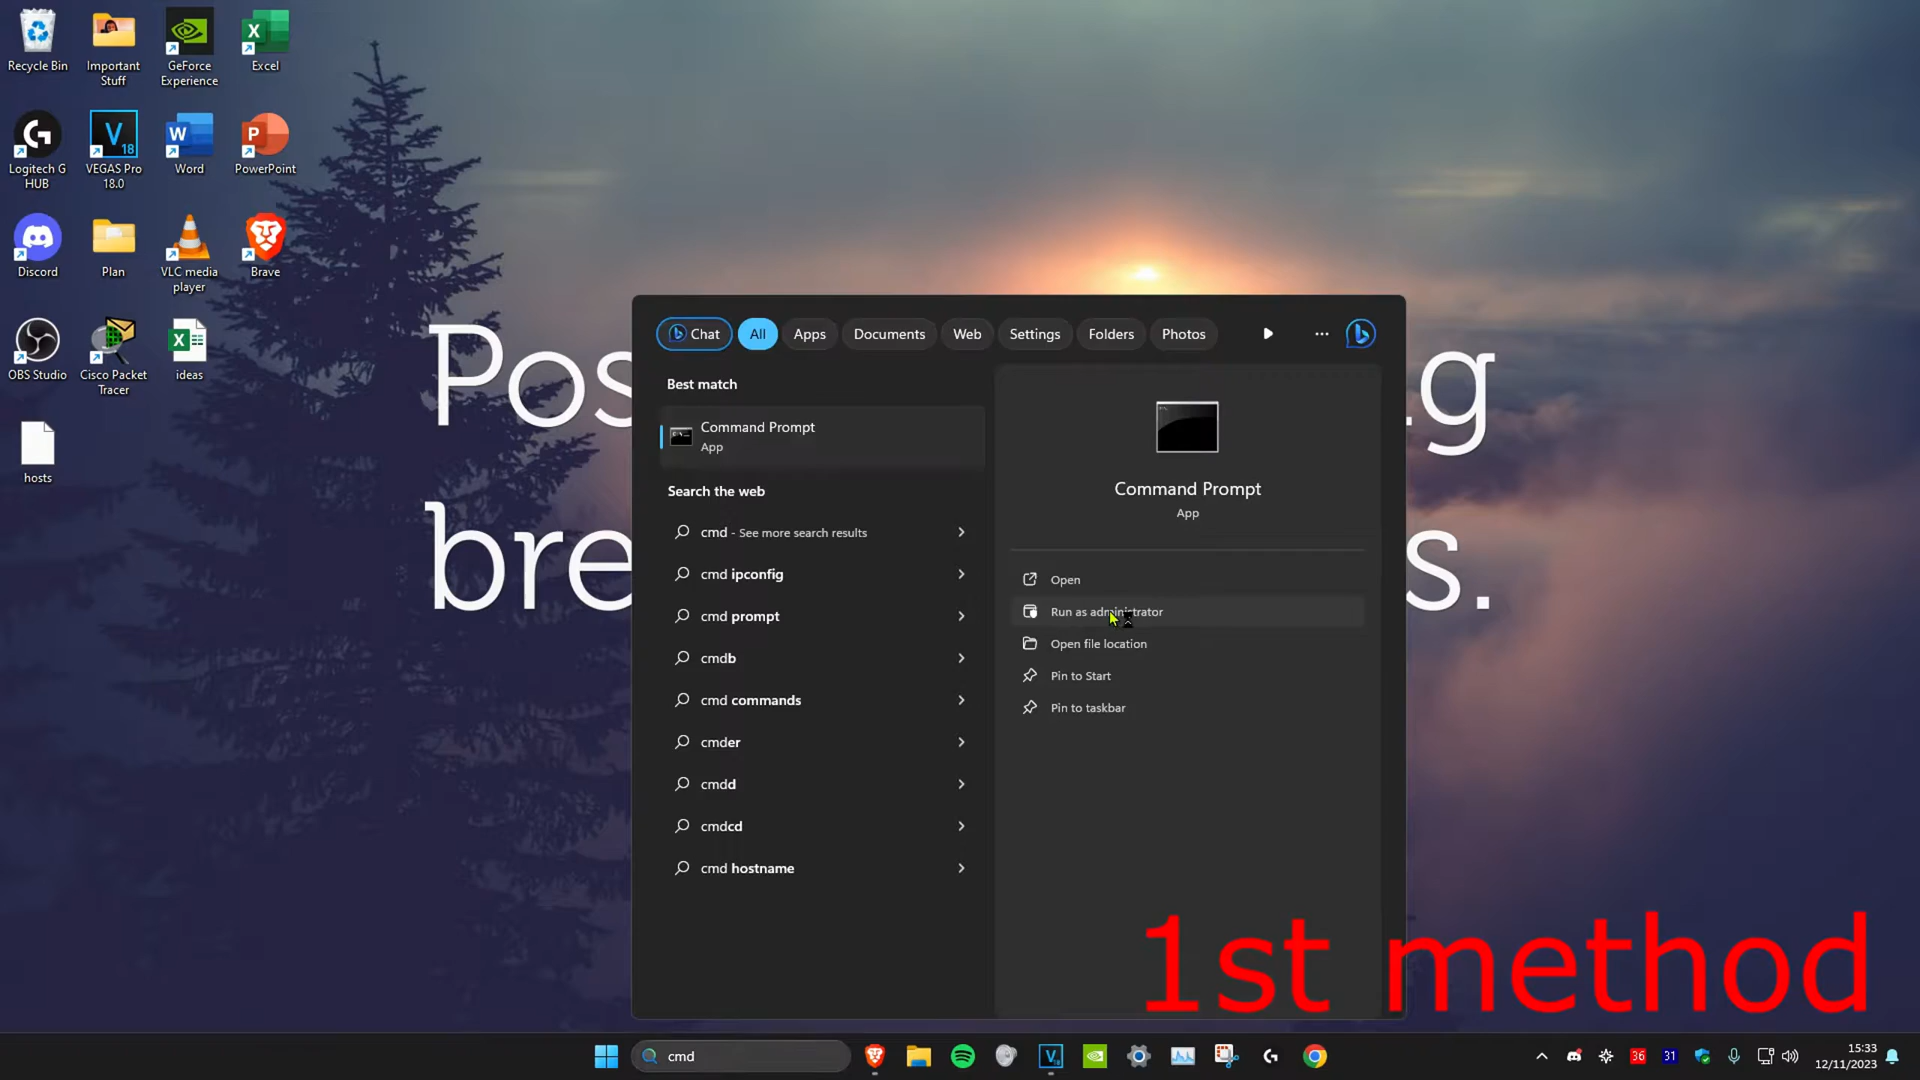 Recycle Bin
Important
Stuff
GeForce
Experience
Excel
Logitech G
HUB
VEGAS Pro
18.0
Word
PowerPoint
Discord
Plan
VLC media
player
Brave
OBS Studio
Cisco Packet
Tracer
ideas
hosts
Pos
g
bre
s.
Chat
All
Apps
Documents
Web
Settings
Folders
Photos
Best match
Command Prompt
App
Search the web
cmd - See more search results
cmd ipconfig
cmd prompt
cmdb
cmd commands
cmder
cmdd
cmdcd
cmd hostname
Command Prompt
App
Open
Run as administrator
Open file location
Pin to Start
Pin to taskbar
1st method
cmd
36
31
15:33
12/11/2023